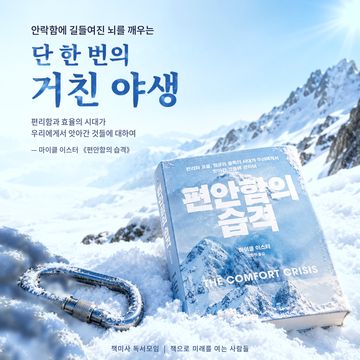 안락함에 길들여진 뇌를 깨우는
단 한 번의
거친 야생
편리함과 효율의 시대가
우리에게서 앗아간 것들에 대하여
— 마이클 이스터 《편안함의 습격》
편안함의
습격
마이클 이스터
THE COMFORT CRISIS
책미사 독서모임 | 책으로 미래를 여는 사람들